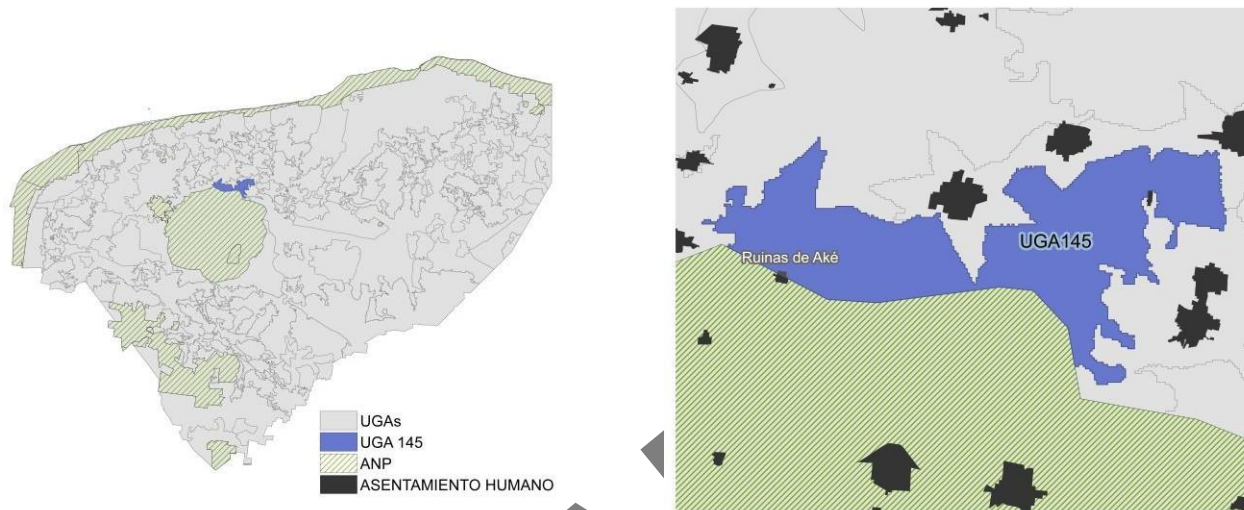 UGAs
UGA 145
ANP
ASENTAMIENTO HUMANO
Ruinas de Aké
UGA145